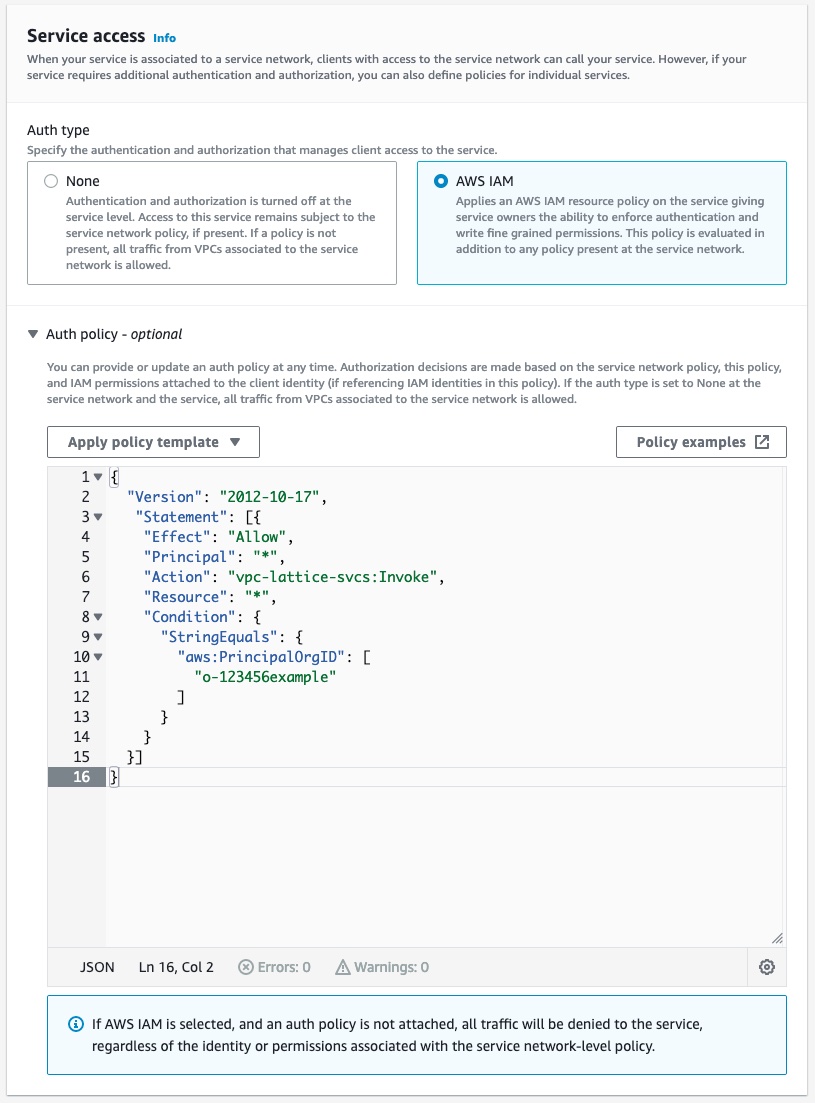 Service access Info
When your service is associated to a service network, clients with access to the service network can call your service. However, if your
service requires additional authentication and authorization, you can also define policies for individual services.
Auth type
Specify the authentication and authorization that manages client access to the service.
None
Authentication and authorization is turned off at the
service level. Access to this service remains subject to the
service network policy, if present. If a policy is not
present, all traffic from VPCs associated to the service
network is allowed.
AWS IAM
Applies an AWS IAM resource policy on the service giving
service owners the ability to enforce authentication and
write fine grained permissions. This policy is evaluated in
addition to any policy present at the service network.
Auth policy - optional
You can provide or update an auth policy at any time. Authorization decisions are made based on the service network policy, this policy,
and IAM permissions attached to the client identity (if referencing IAM identities in this policy). If the auth type is set to None at the
service network and the service, all traffic from VPCs associated to the service network is allowed.
Apply policy template
Policy examples
1 {
2 "Version": "2012-10-17",
3 "Statement": [{
4 "Effect": "Allow",
5 "Principal": "*",
6 "Action": "vpc-lattice-svcs:Invoke",
7 "Resource": "*",
8 "Condition": {
9 "StringEquals": {
10 "aws:PrincipalOrgID": [
11 "o-123456example"
12 ]
13 }
14 }
15 }]
16 }
JSON Ln 16, Col 2 Errors: 0 Warnings: 0
If AWS IAM is selected, and an auth policy is not attached, all traffic will be denied to the service,
regardless of the identity or permissions associated with the service network-level policy.